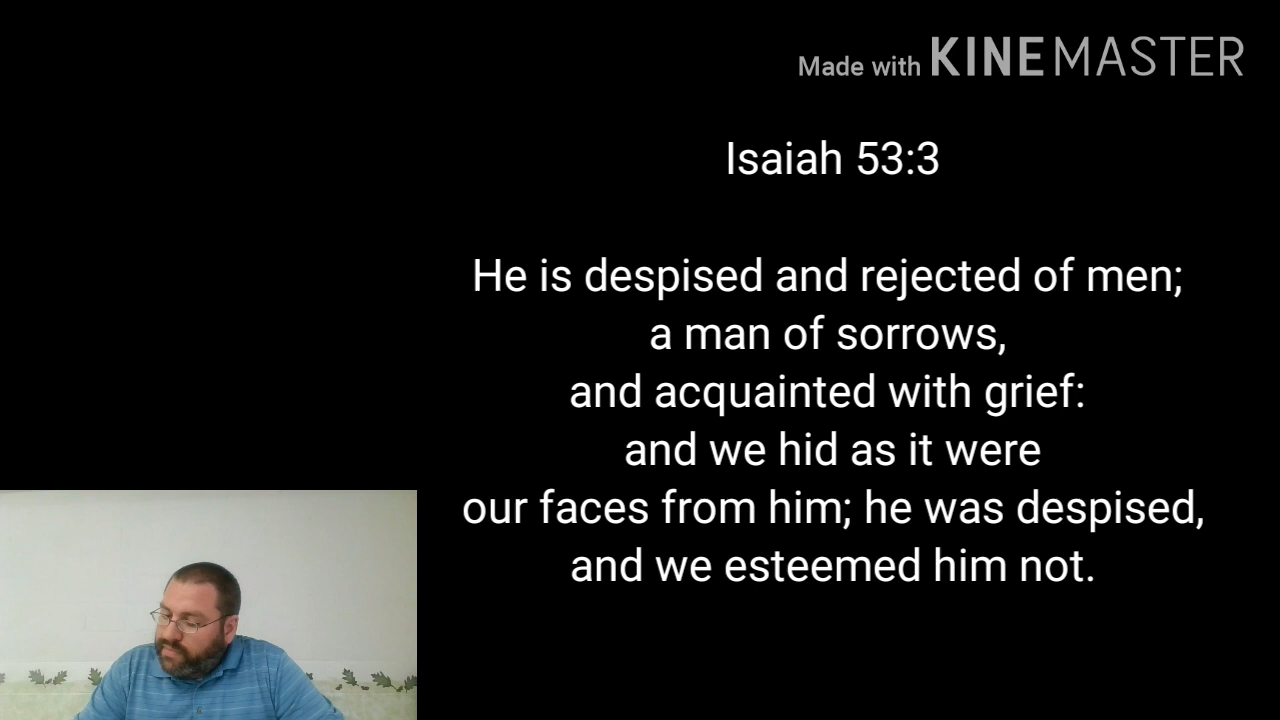 Made with KINEMASTER
Isaiah 53:3
He is despised and rejected of men;
a man of sorrows,
and acquainted with grief:
and we hid as it were
our faces from him; he was despised,
and we esteemed him not.